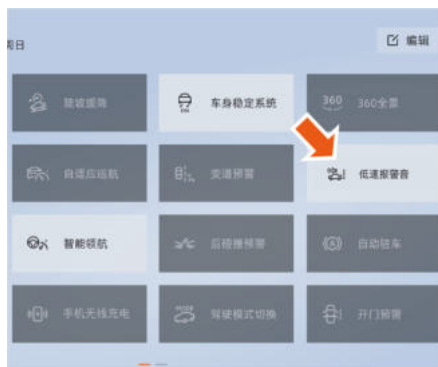 周日
编辑
陡坡缓降
车身稳定系统
360 360全景
自适应巡航
变道预警
低速报警音
智能领航
后碰撞预警
自动驻车
手机无线充电
驾驶模式切换
开门预警